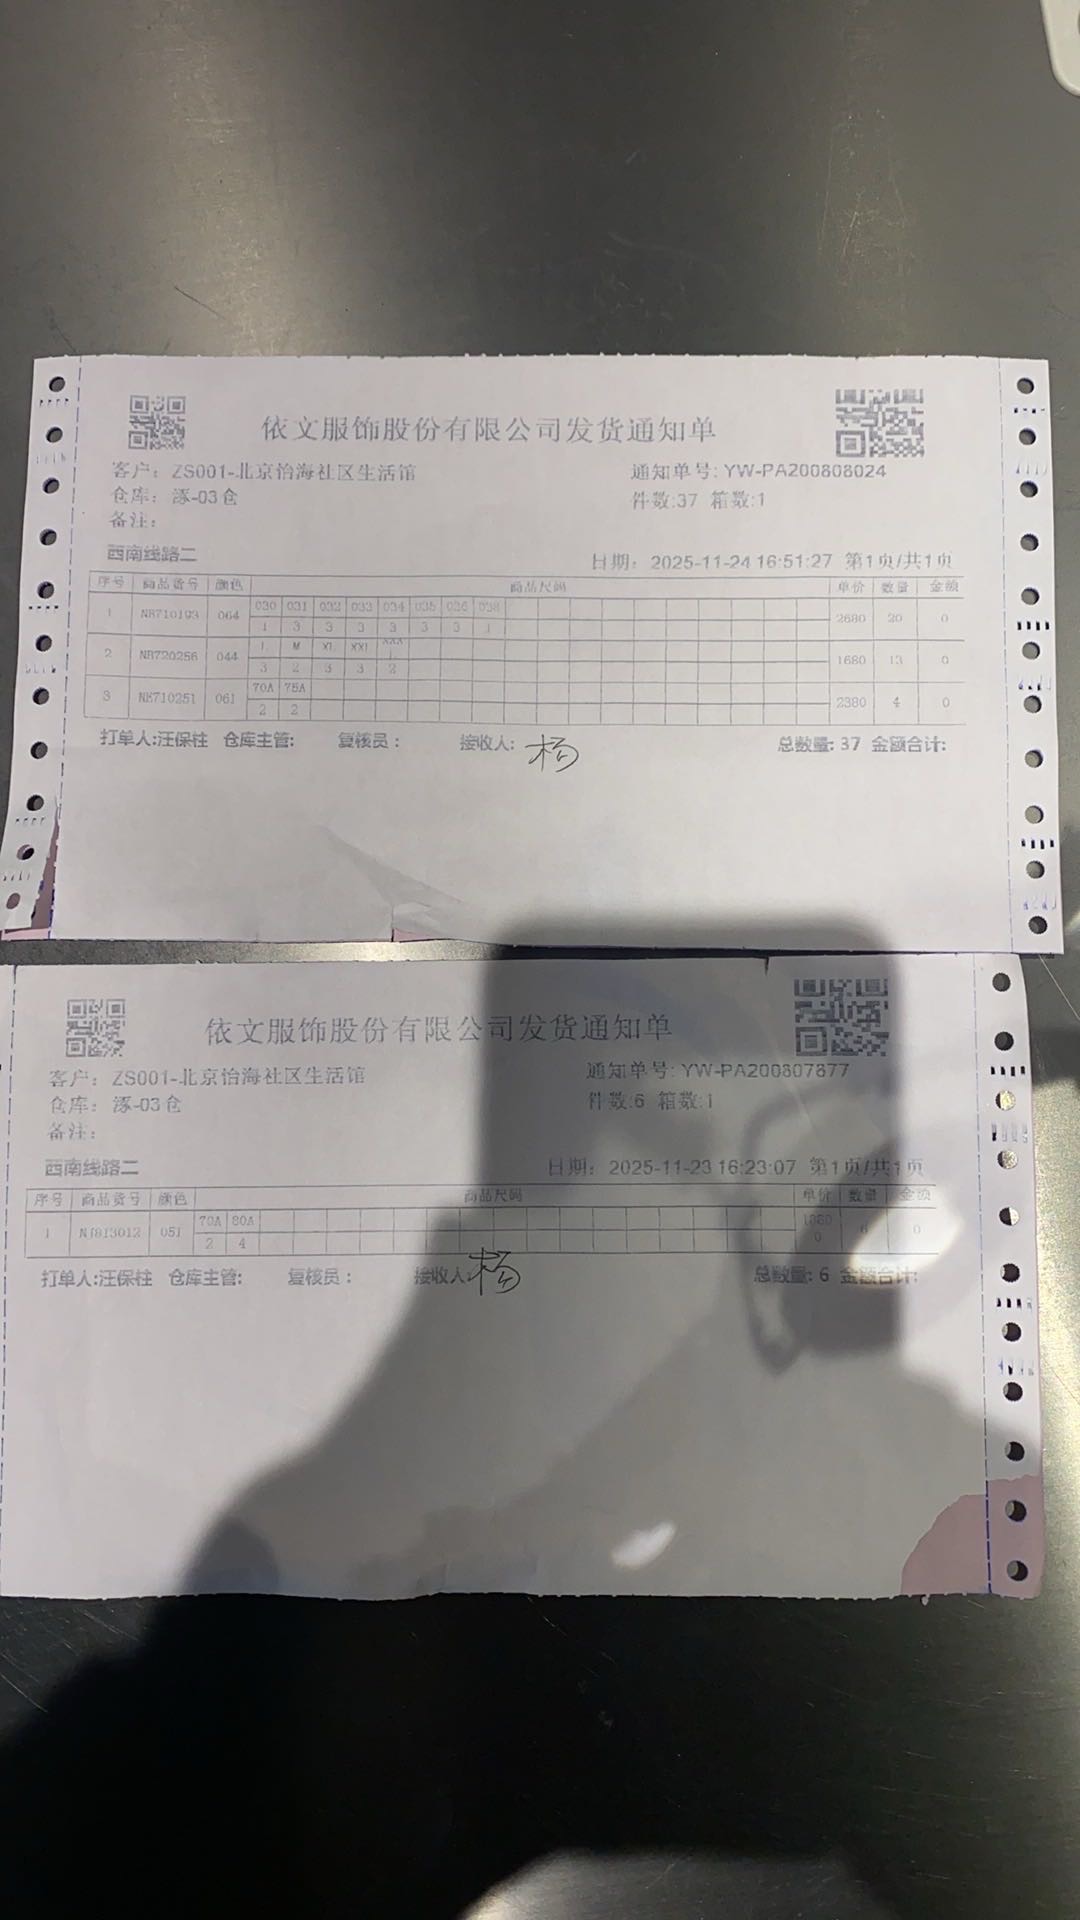 依文服饰股份有限公司发货通知单
客户：ZS001-北京怡海社区生活馆 通知单号: YW-PA200808024
仓库：涿-03仓 件数:37 箱数:1
备注：
西南线路二 日期：2025-11-24 16:51:27 第1页/共1页
序号 商品货号 颜色 商品尺码 单价 数量 金额
1 NB710193 064 030 031 032 033 034 035 036 038 2680 20 0
1 3 3 3 3 3 3 1
2 NB720256 044 L M XL XXL XXX 1680 13 0
3 2 3 3 2
3 NE710251 061 70A 75A 2380 4 0
2 2
打单人:汪保柱 仓库主管: 复核员： 接收人: 杨 总数量: 37 金额合计:
依文服饰股份有限公司发货通知单
客户：ZS001-北京怡海社区生活馆 通知单号: YW-PA200807877
仓库：涿-03仓 件数:6 箱数:1
备注：
西南线路二 日期：2025-11-23 16:23:07 第1页/共1页
序号 商品货号 颜色 商品尺码 单价 数量 金额
1 051 70A 80A 6 0
2 4
打单人:汪保柱 仓库主管: 复核员： 接收人: 杨 总数量: 6 金额合计: